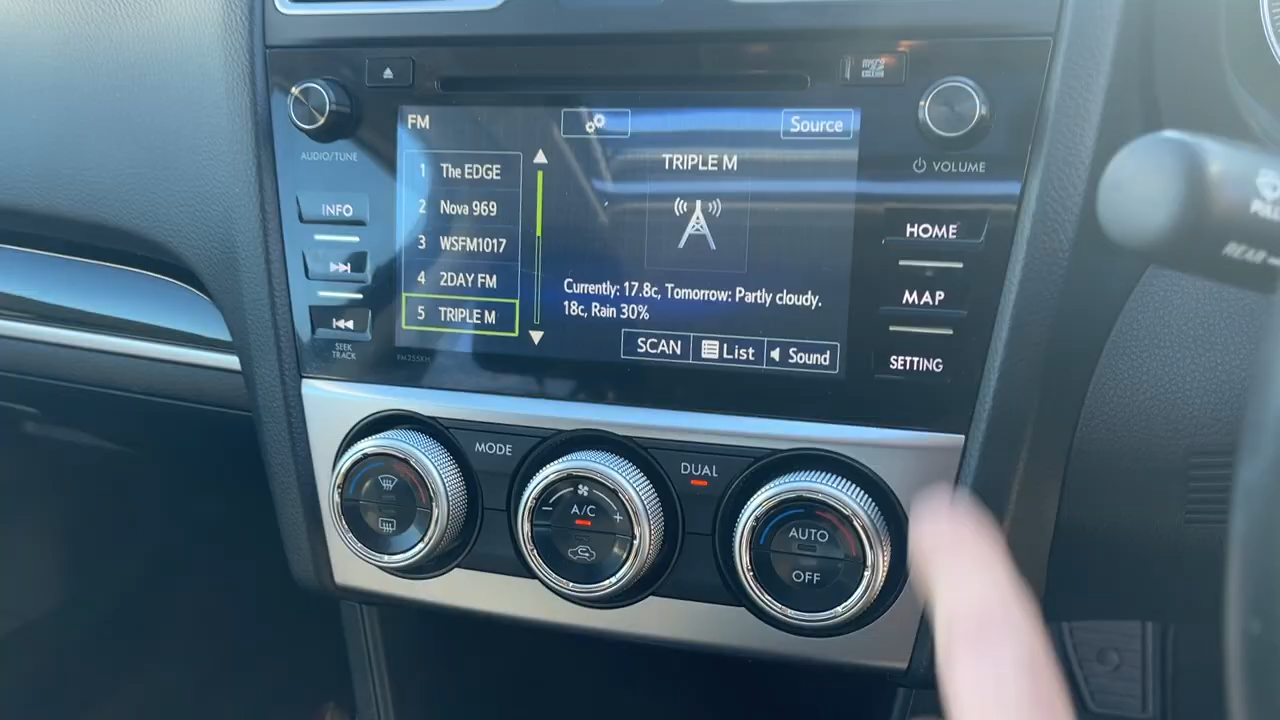 FM
Source
AUDIO/TUNE
1 The EDGE
TRIPLE M
VOLUME
2 Nova 969
INFO
HOME
3 WSFM1017
4 2DAY FM
Currently: 17.8c, Tomorrow: Partly cloudy.
MAP
5 TRIPLE M
18c, Rain 30%
SEEK
TRACK
SCAN
List
Sound
SETTING
MODE
DUAL
A/C
- +
AUTO
OFF
REAR